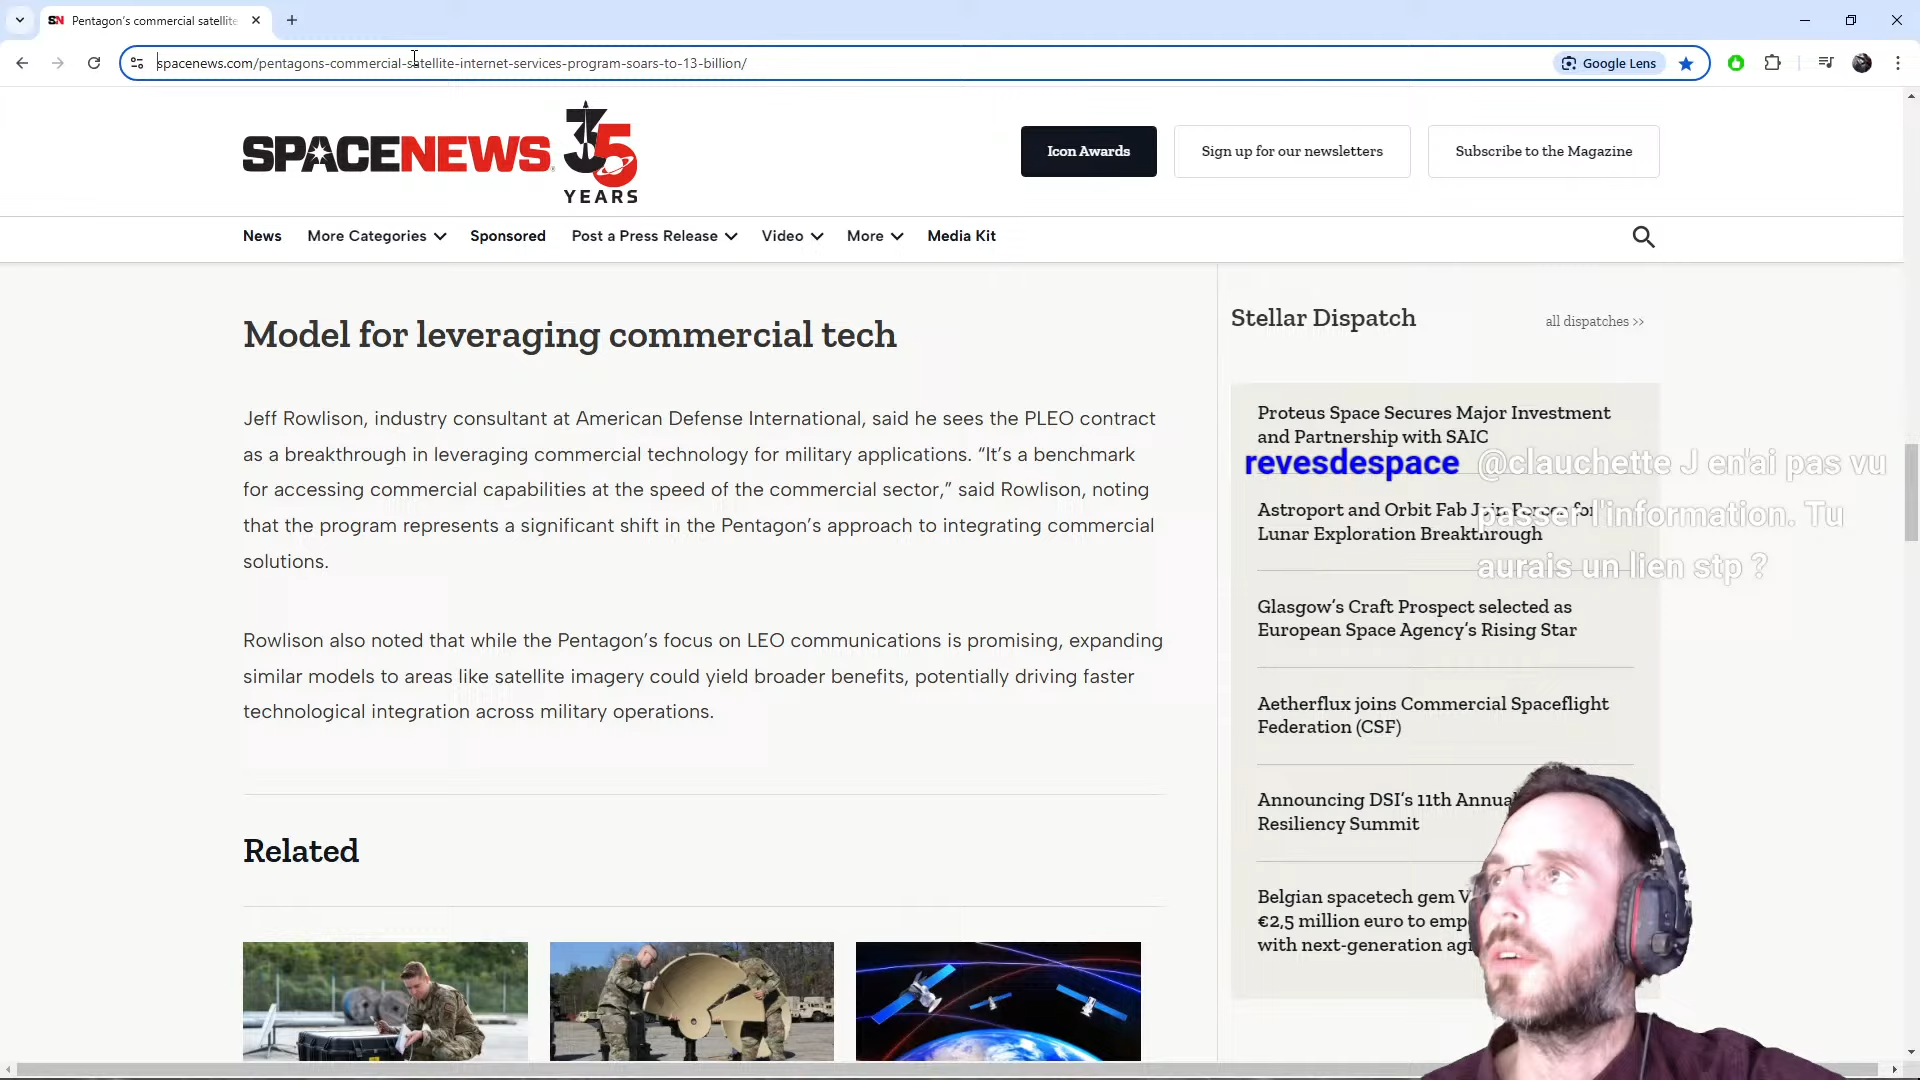 SN Pentagon's commercial satellite
spacenews.com/pentagons-commercial-satellite-internet-services-program-soars-to-13-billion/
Google Lens
SPACENEWS 35
YEARS
Icon Awards
Sign up for our newsletters
Subscribe to the Magazine
News
More Categories
Sponsored
Post a Press Release
Video
More
Media Kit
Model for leveraging commercial tech
Jeff Rowlison, industry consultant at American Defense International, said he sees the PLEO contract
as a breakthrough in leveraging commercial technology for military applications. “It's a benchmark
for accessing commercial capabilities at the speed of the commercial sector,” said Rowlison, noting
that the program represents a significant shift in the Pentagon's approach to integrating commercial
solutions.
Rowlison also noted that while the Pentagon's focus on LEO communications is promising, expanding
similar models to areas like satellite imagery could yield broader benefits, potentially driving faster
technological integration across military operations.
Related
Stellar Dispatch
all dispatches >>
Proteus Space Secures Major Investment
and Partnership with SAIC
revesdespace @clauchette J en'ai pas vu
passer l'information. Tu
aurais un lien stp ?
Astroport and Orbit Fab Join Forces for
Lunar Exploration Breakthrough
Glasgow's Craft Prospect selected as
European Space Agency's Rising Star
Aetherflux joins Commercial Spaceflight
Federation (CSF)
Announcing DSI's 11th Annual
Resiliency Summit
Belgian spacetech gem
€2,5 million euro to
with next-generation